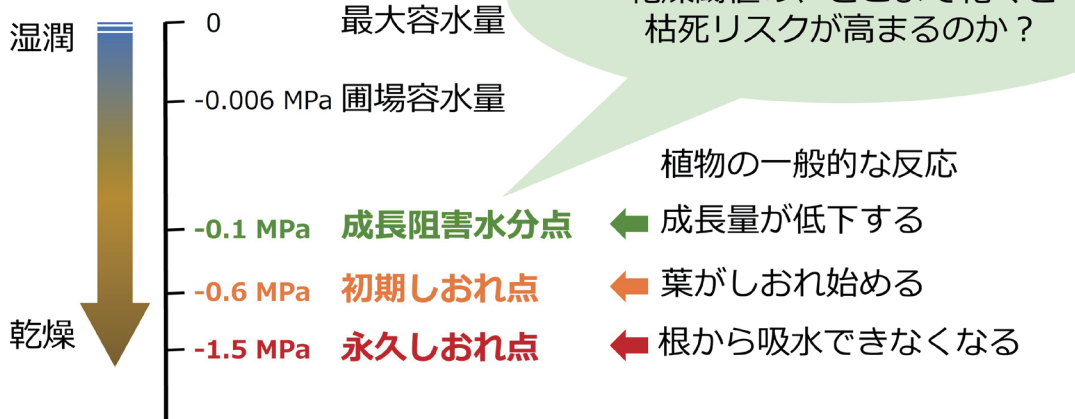 枯死リスクが高まるのか？
湿潤
0 最大容水量
-0.006 MPa 圃場容水量
植物の一般的な反応
-0.1 MPa 成長阻害水分点 成長量が低下する
-0.6 MPa 初期しおれ点 葉がしおれ始める
-1.5 MPa 永久しおれ点 根から吸水できなくなる
乾燥